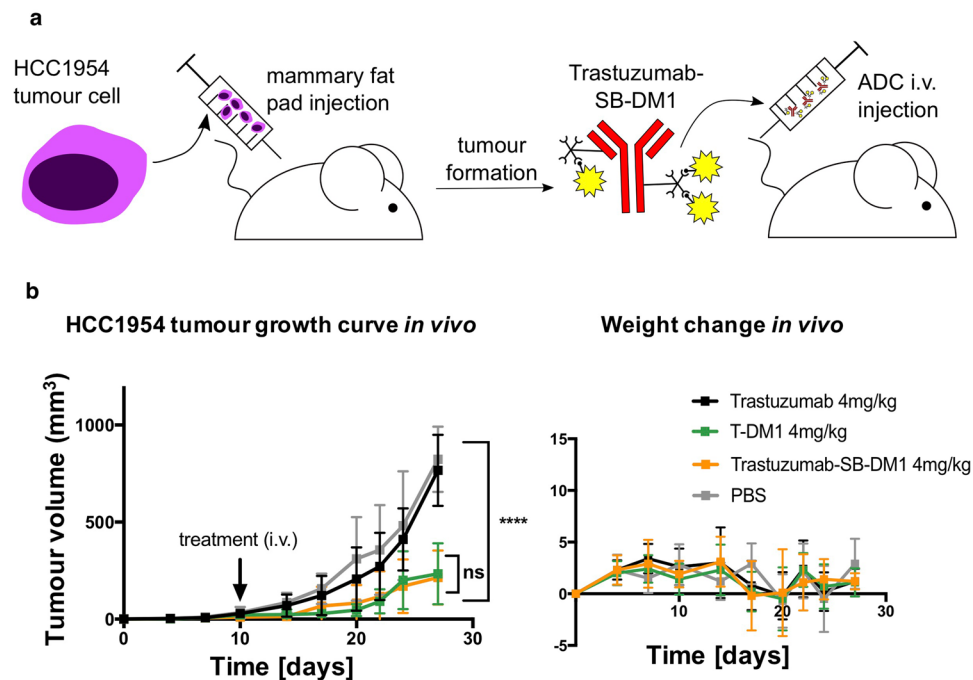 a
HCC1954
tumour cell
mammary fat
pad injection
tumour
formation
Trastuzumab-
SB-DM1
ADC i.v.
injection
b
HCC1954 tumour growth curve in vivo
Tumour volume (mm³)
1000
500
0
treatment (i.v.)
****
ns
0
10
20
30
Time [days]
Weight change in vivo
Trastuzumab 4mg/kg
T-DM1 4mg/kg
Trastuzumab-SB-DM1 4mg/kg
PBS
15
10
5
0
-5
10
20
30
Time [days]